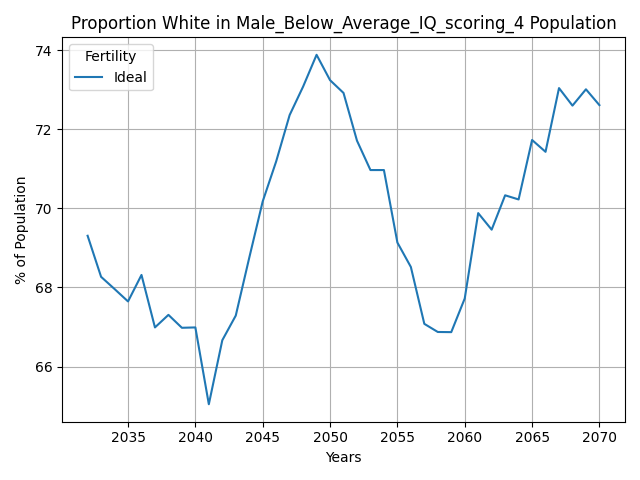 Proportion White in Male_Below_Average_IQ_scoring_4 Population
Fertility
Ideal
% of Population
74
72
70
68
66
2035 2040 2045 2050 2055 2060 2065 2070
Years